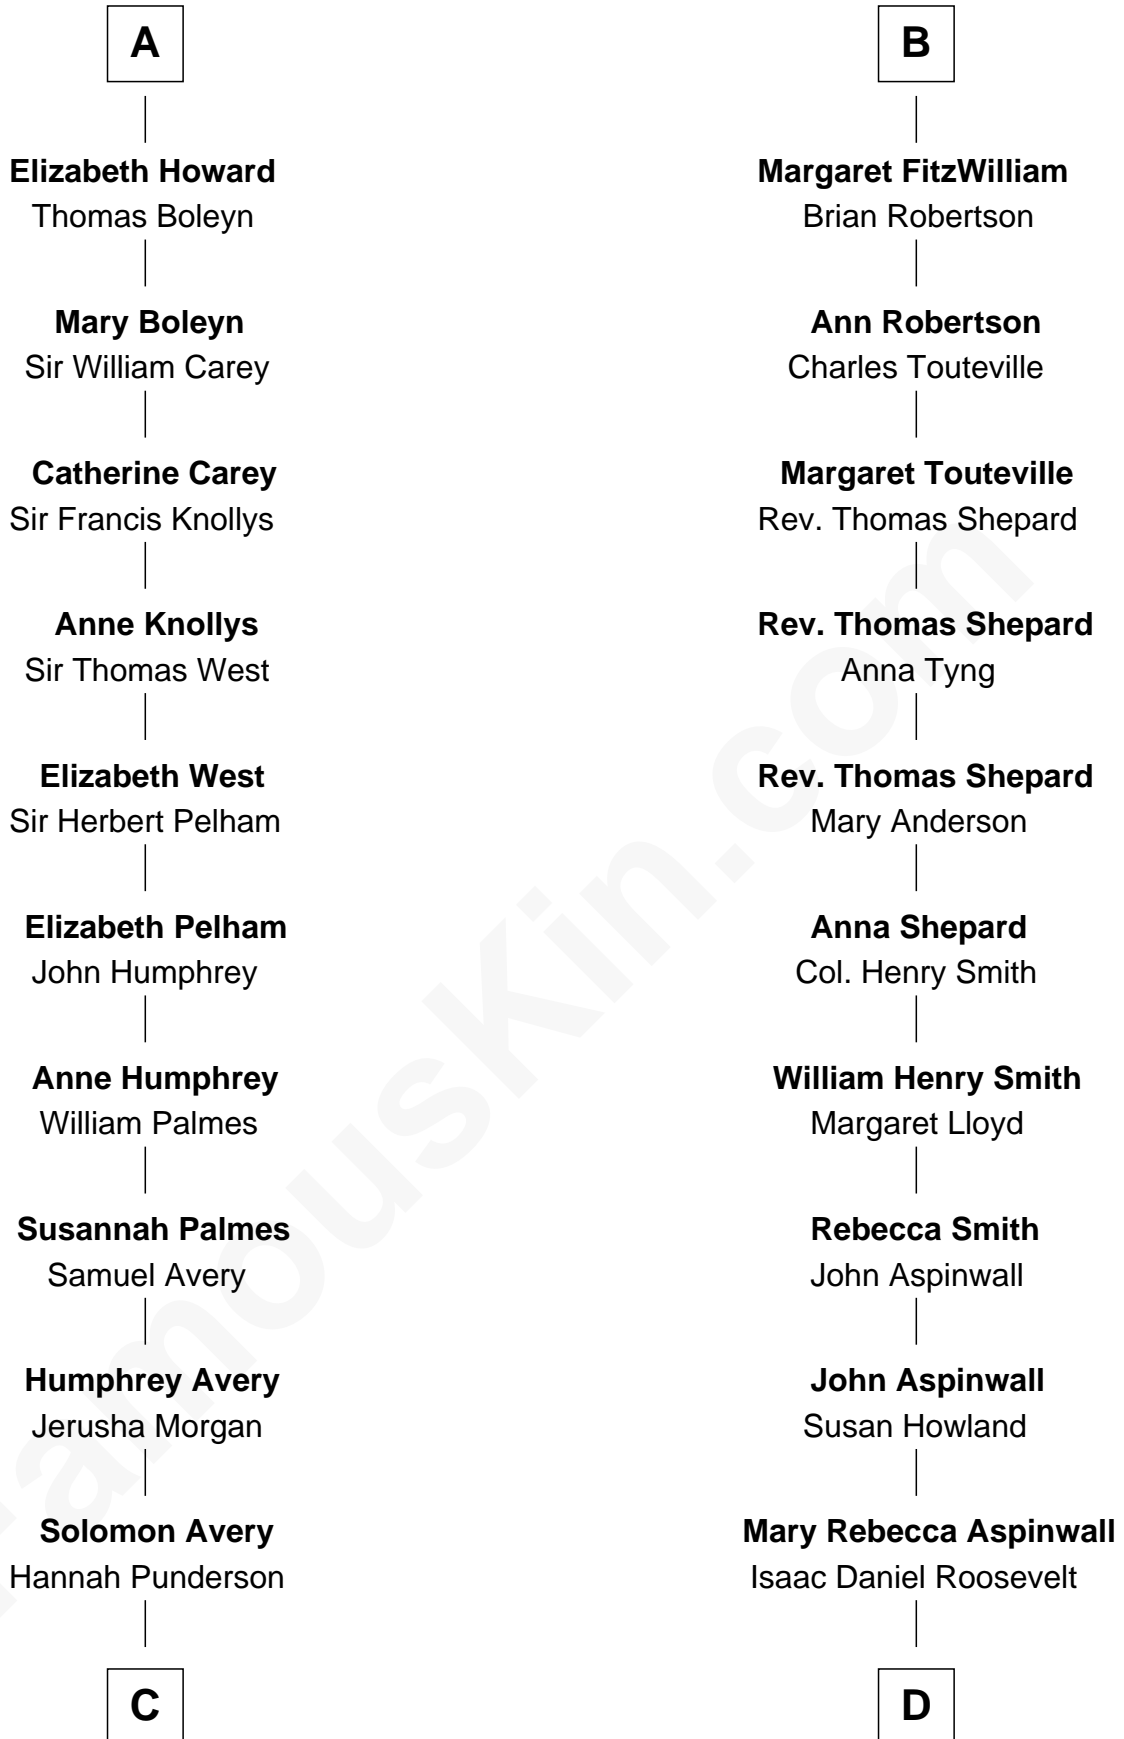 A
Elizabeth Howard
Thomas Boleyn
Mary Boleyn
Sir William Carey
Catherine Carey
Sir Francis Knollys
Anne Knollys
Sir Thomas West
Elizabeth West
Sir Herbert Pelham
Elizabeth Pelham
John Humphrey
Anne Humphrey
William Palmes
Susannah Palmes
Samuel Avery
Humphrey Avery
Jerusha Morgan
Solomon Avery
Hannah Punderson
C
B
Margaret FitzWilliam
Brian Robertson
Ann Robertson
Charles Touteville
Margaret Touteville
Rev. Thomas Shepard
Rev. Thomas Shepard
Anna Tyng
Rev. Thomas Shepard
Mary Anderson
Anna Shepard
Col. Henry Smith
William Henry Smith
Margaret Lloyd
Rebecca Smith
John Aspinwall
John Aspinwall
Susan Howland
Mary Rebecca Aspinwall
Isaac Daniel Roosevelt
D
FamousKin.com